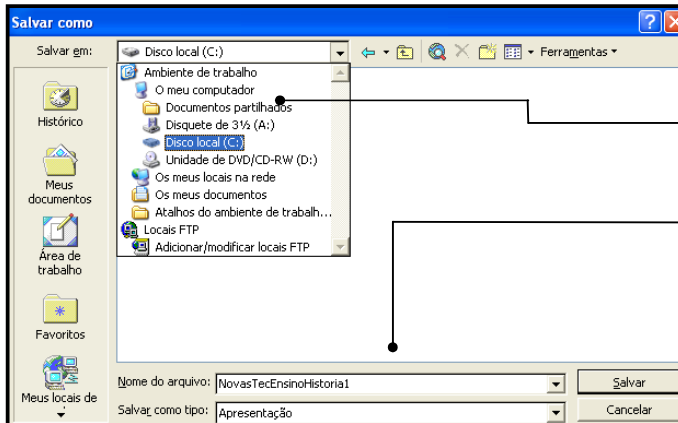 Salvar como
Salvar em:
Disco local (C:)
Ferramentas
Ambiente de trabalho
O meu computador
Documentos partilhados
Disquete de 3½ (A:)
Disco local (C:)
Unidade de DVD/CD-RW (D:)
Os meus locais na rede
Os meus documentos
Atalhos do ambiente de trabalh...
Locais FTP
Adicionar/modificar locais FTP
Histórico
Meus
documentos
Área de
trabalho
Favoritos
Meus locais de
Nome do arquivo:
NovasTecEnsinoHistoria1
Salvar
Salvar como tipo:
Apresentação
Cancelar